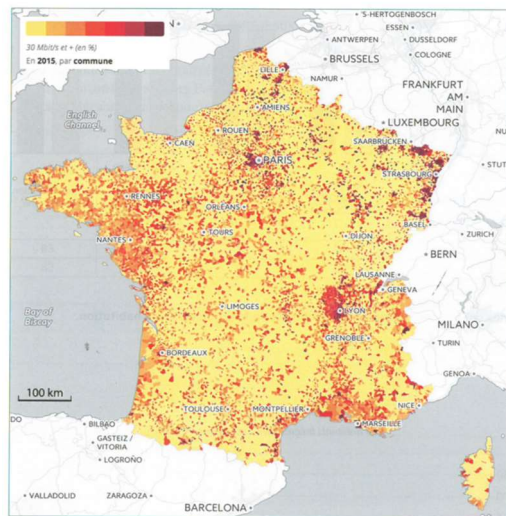 30 Mbit/s et + (en %)
En 2015, par commune
'S-HERTOGENBOSCH
ESSEN
ANTWERPEN
DUSSELDORF
BRUSSELS
COLOGNE
LILLE
NAMUR
FRANKFURT
AM
MAIN
English
Channel
AMIENS
LUXEMBOURG
ROUEN
CAEN
SAARBRÜCKEN
PARIS
STRASBOURG
STUT
RENNES
ORLÉANS
BASEL
NANTES
TOURS
DIJON
ZURICH
BERN
LAUSANNE
GENEVA
Bay of
Biscay
LIMOGES
LYON
MILANO
GRENOBLE
TURIN
BORDEAUX
GENOA
100 km
NICE
TOULOUSE
MONTPELLIER
MARSEILLE
DO
BILBAO
GASTEIZ /
VITORIA
LOGROÑO
VALLADOLID
ZARAGOZA
BARCELONA